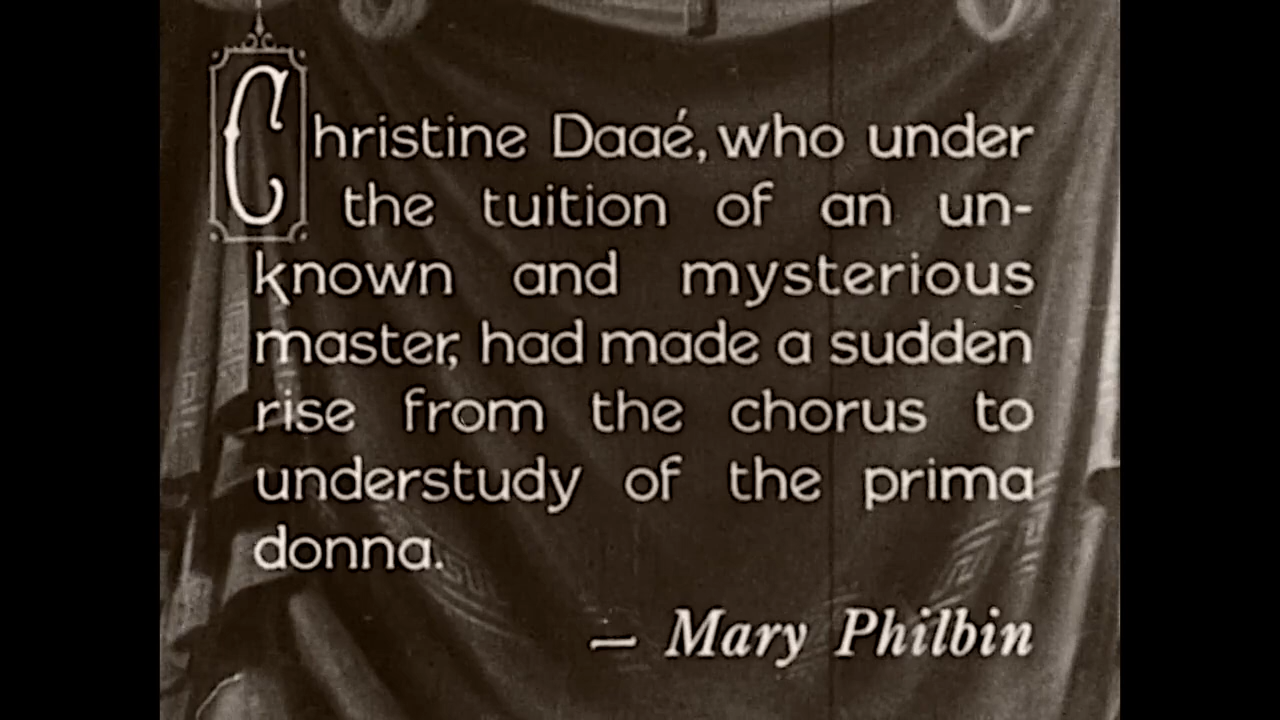 Christine Daaé, who under
the tuition of an un-
known and mysterious
master, had made a sudden
rise from the chorus to
understudy of the prima
donna.
— Mary Philbin